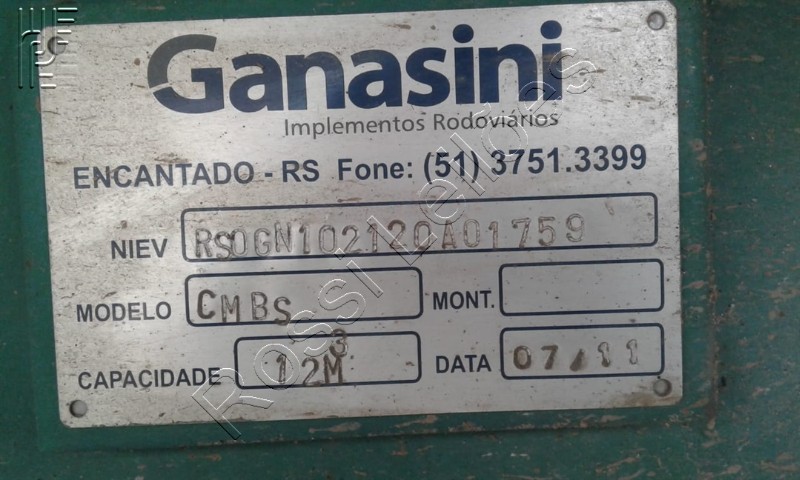 Ganasini
Implementos Rodoviários
ENCANTADO - RS Fone: (51) 3751.3399
NIEV RS0GN102120A01759
MODELO CMBS MONT.
CAPACIDADE 12M³ DATA 07/11
Rossi Leilões